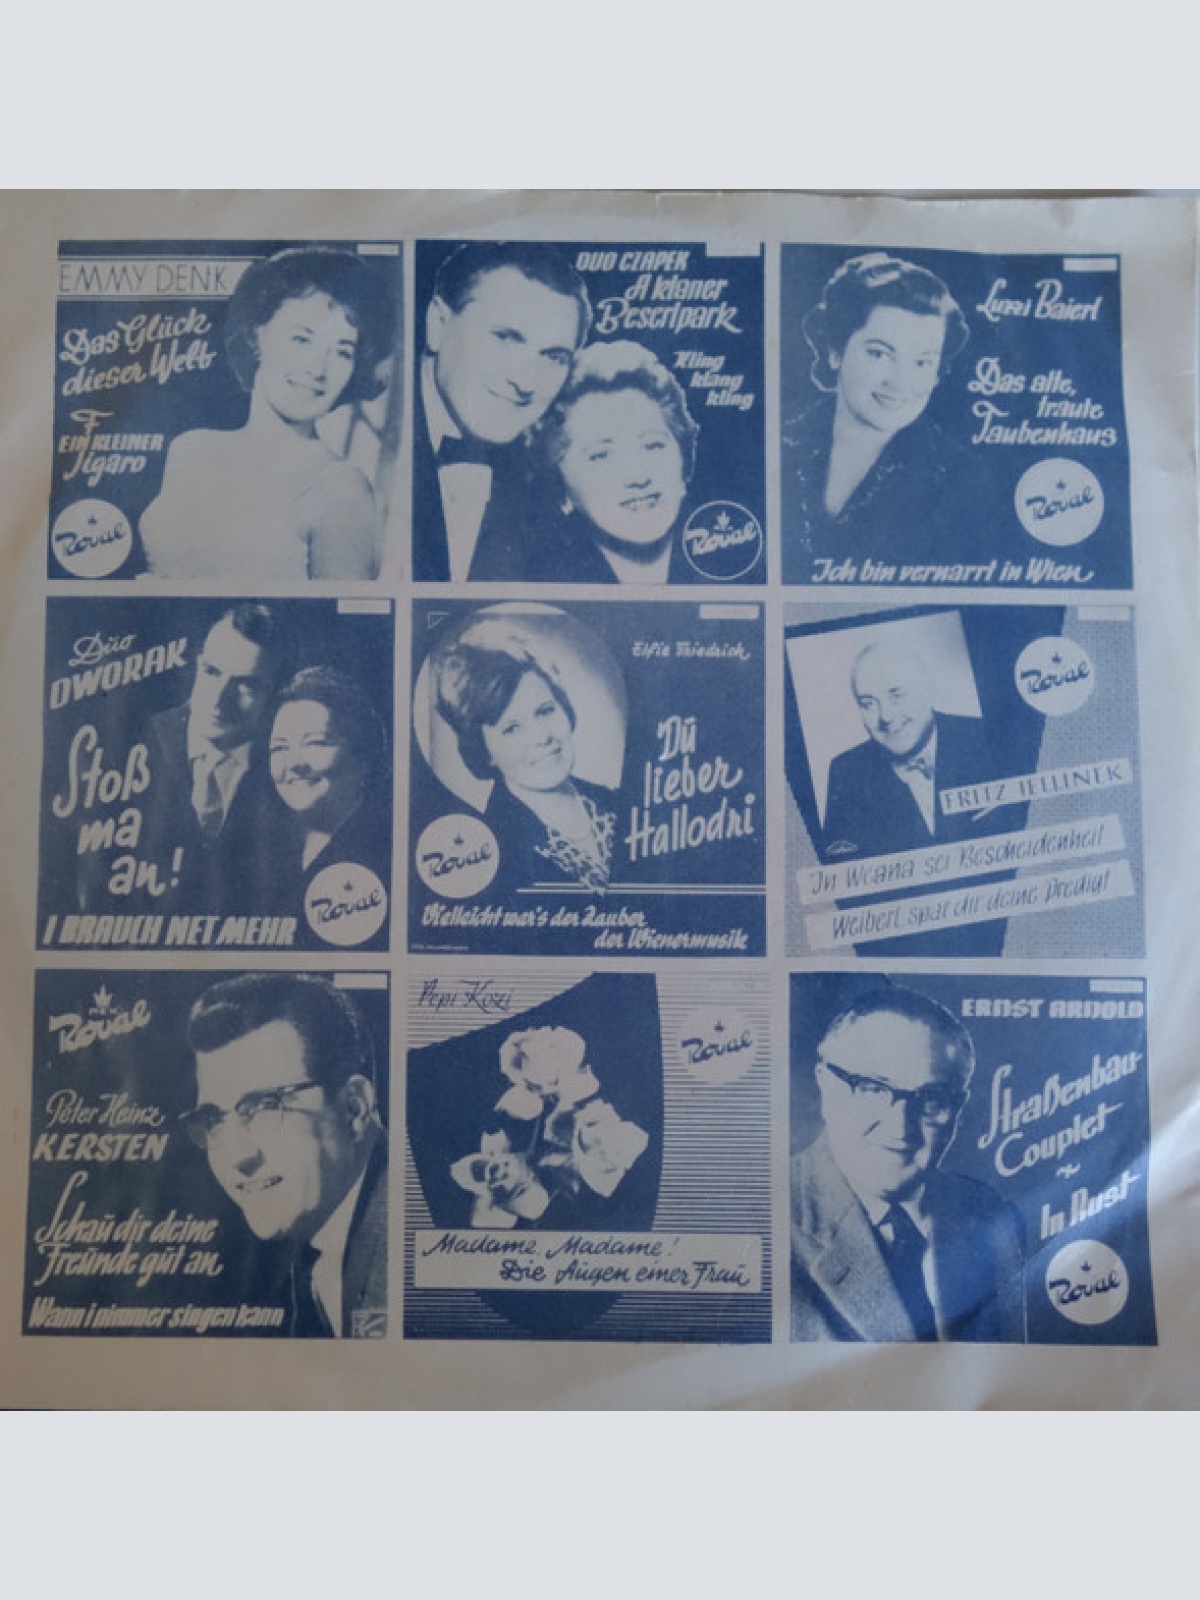 EMMY DENK
Das Glück
dieser Welt
EIN KLEINER
Figaro
Royal
DUO CZAPEK
A klaner
Beserlpark
Kling
klang
kling
Royal
Luzzi Baierl
Das alte,
traute
Taubenhaus
Royal
Ich bin vernarrt in Wien
Duo
DWORAK
Stoß
ma
an!
Royal
I BRAUCH NET MEHR
Elfie Friedrich
Du
lieber
Hallodri
Royal
Vielleicht war's der Zauber
der Wienermusik
Royal
FRITZ JELLINEK
In Weana sei Bescheidenheit
Weiberl, spar dir deine Predigt
Royal
Peter Heinz
KERSTEN
Schau dir deine
Freunde gut an
Wann i nimmer singen kann
Pepi Kozi
Royal
Madame, Madame!
Die Augen einer Frau
ERNST ARNOLD
Straßenbau-
Couplet
~
In Rust
Royal